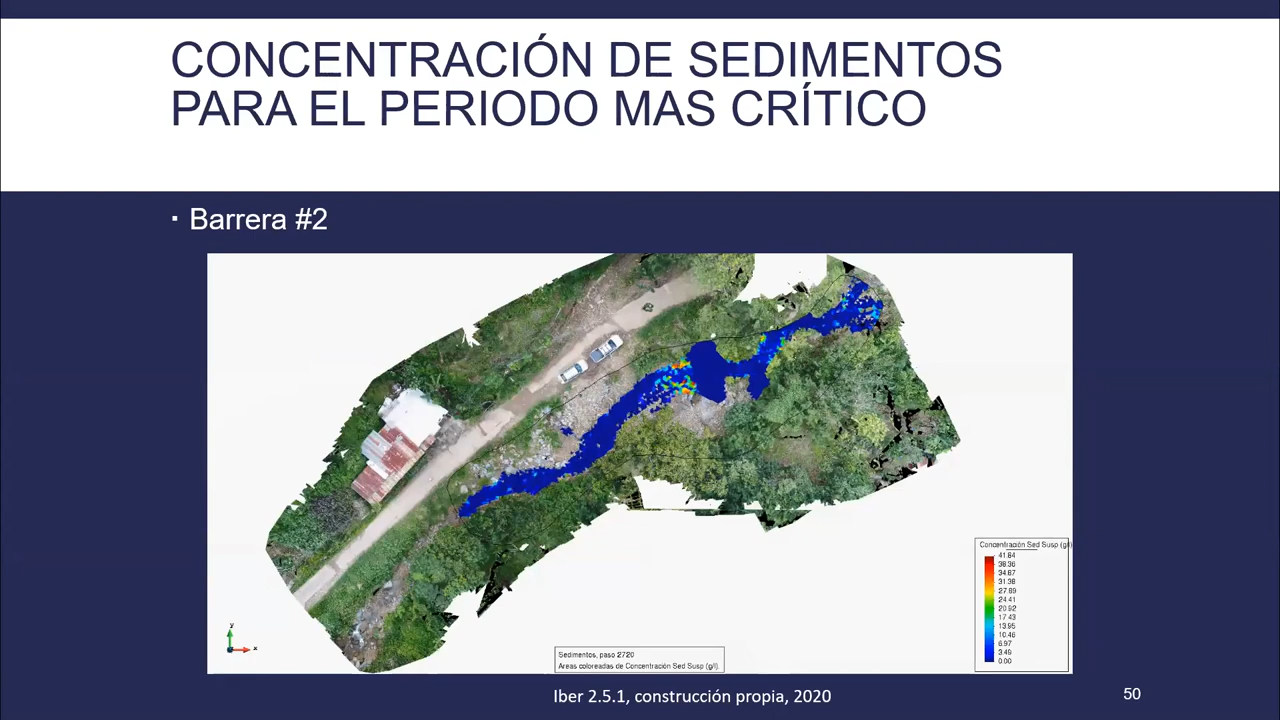 CONCENTRACIÓN DE SEDIMENTOS
PARA EL PERIODO MAS CRÍTICO
▪ Barrera #2
Concentración Sed Susp (g/l)
41.84
38.36
34.87
31.38
27.89
24.41
20.92
17.43
13.95
10.46
6.97
3.49
0.00
y
x
Sedimentos, paso 2720
Areas coloreadas de Concentración Sed Susp (g/l).
Iber 2.5.1, construcción propia, 2020
50